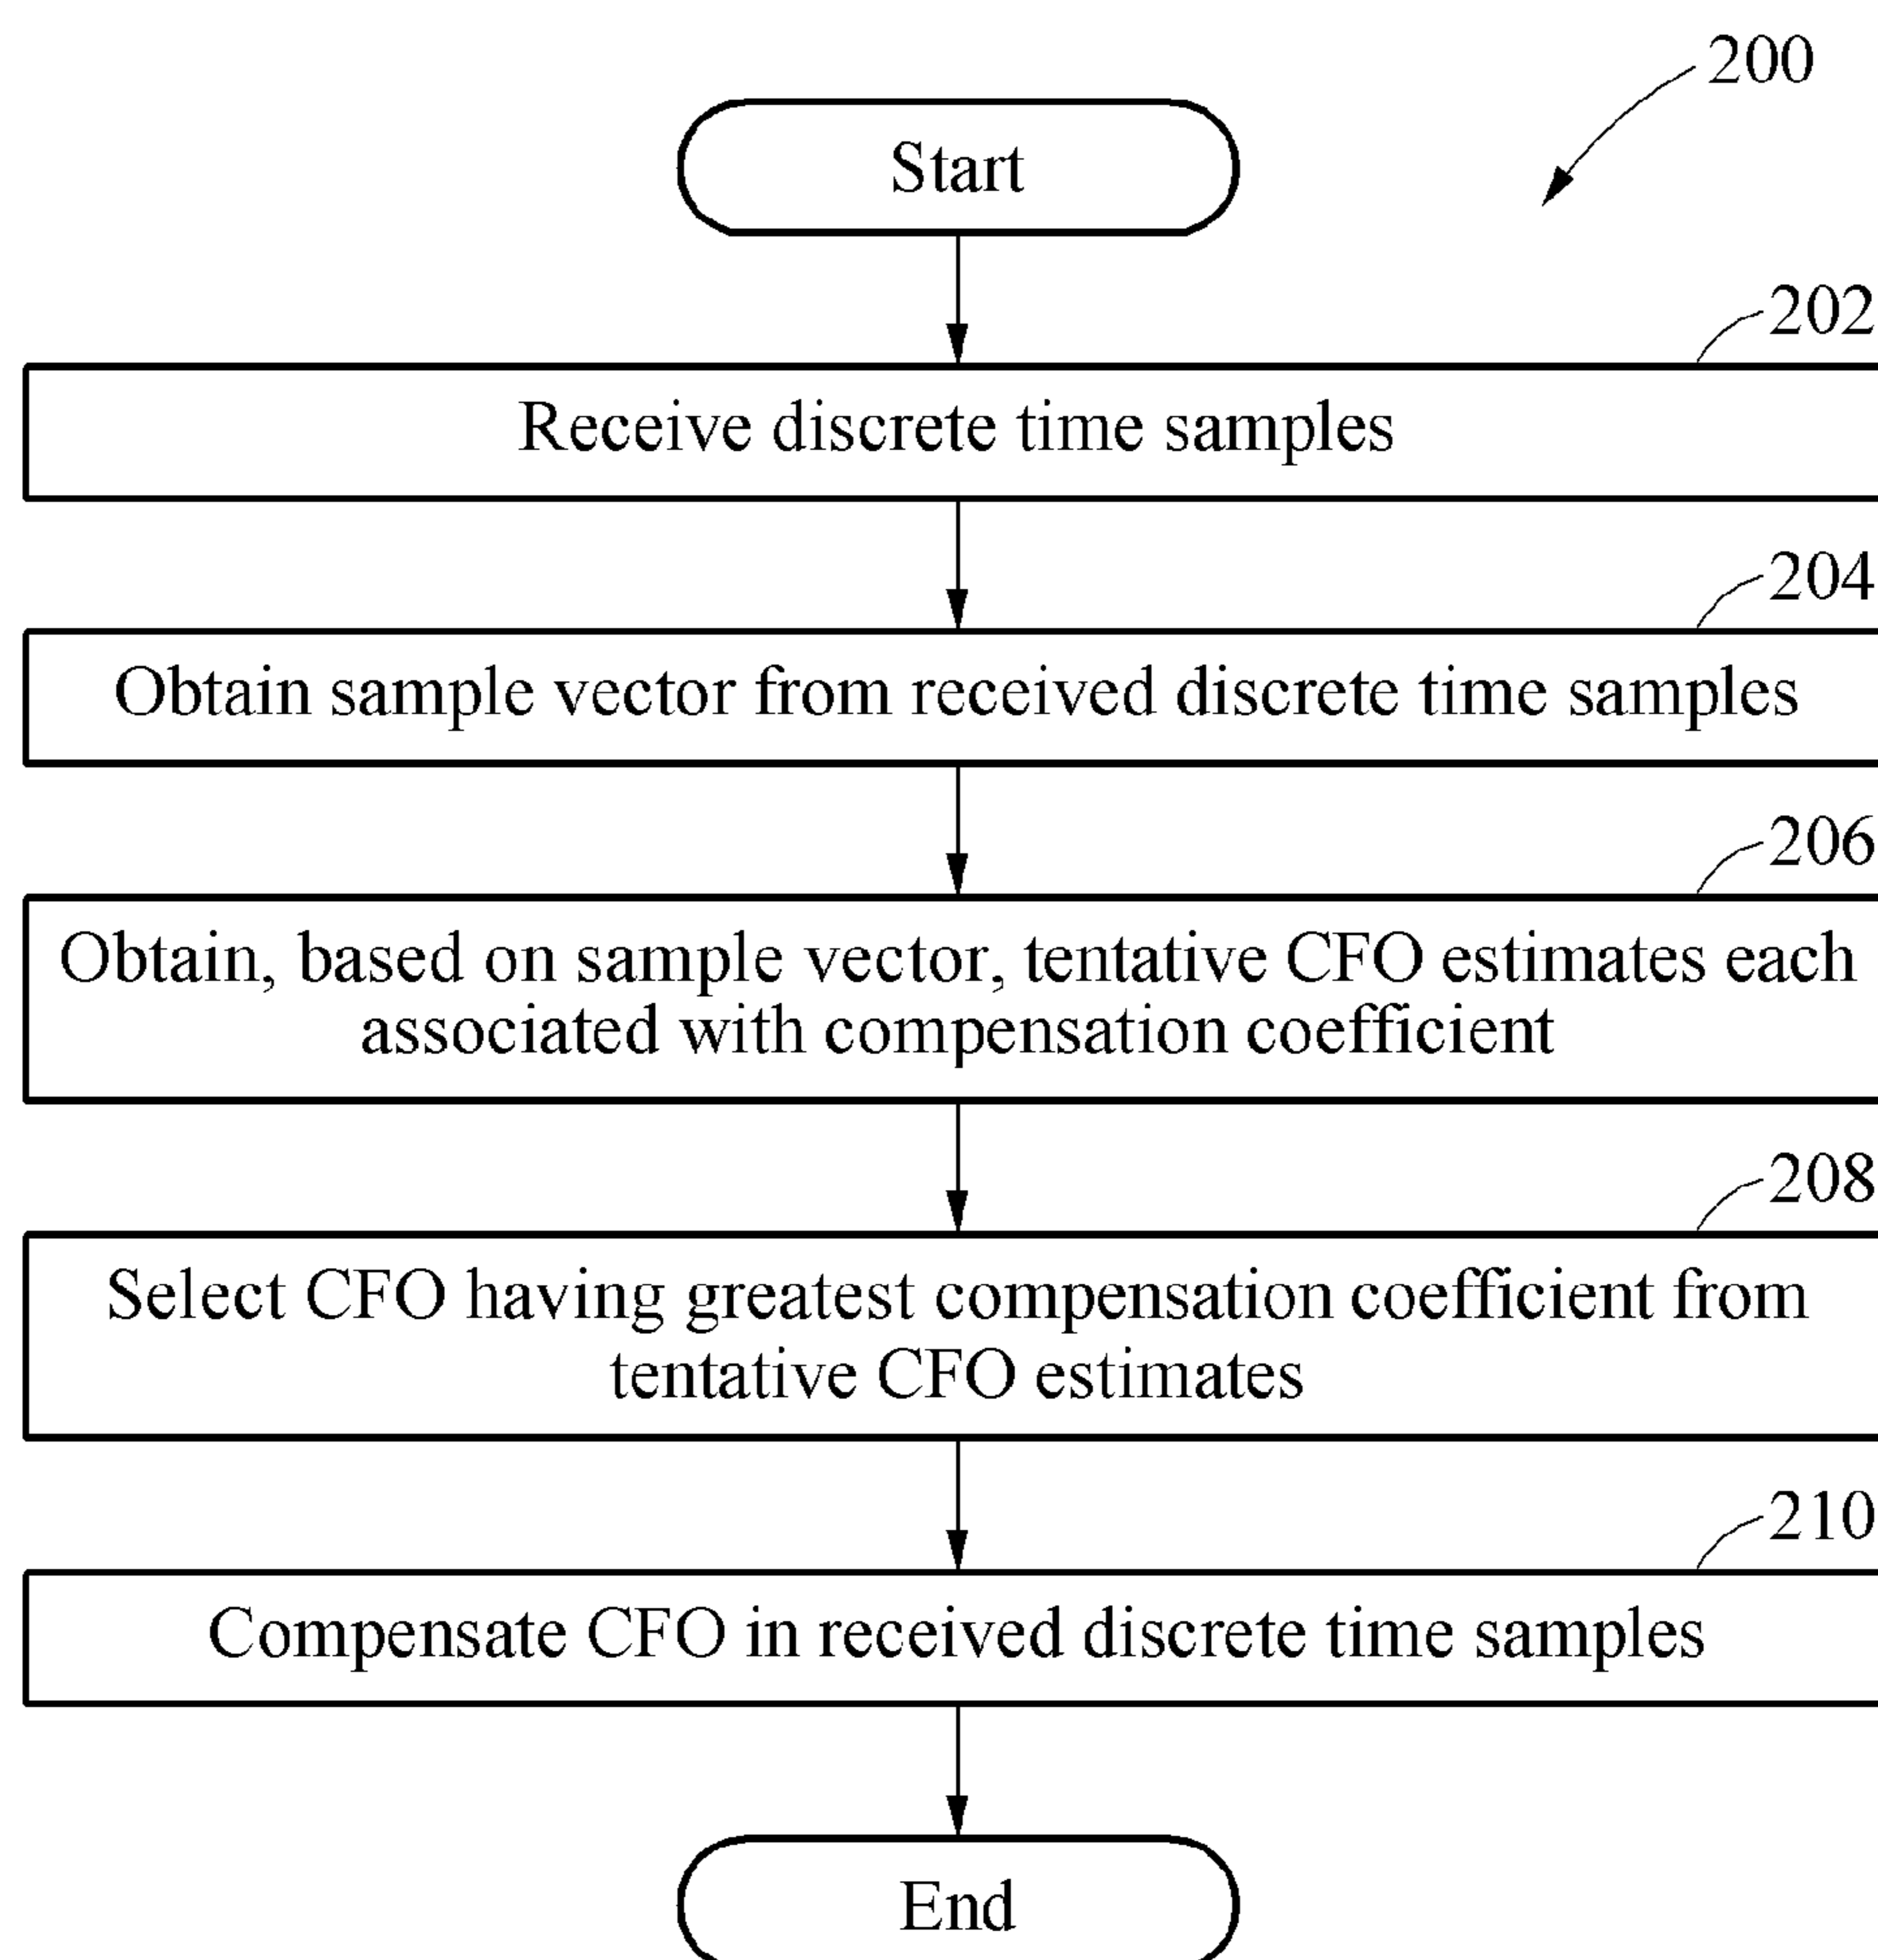 200
Start
202
Receive discrete time samples
204
Obtain sample vector from received discrete time samples
206
Obtain, based on sample vector, tentative CFO estimates each
associated with compensation coefficient
208
Select CFO having greatest compensation coefficient from
tentative CFO estimates
210
Compensate CFO in received discrete time samples
End